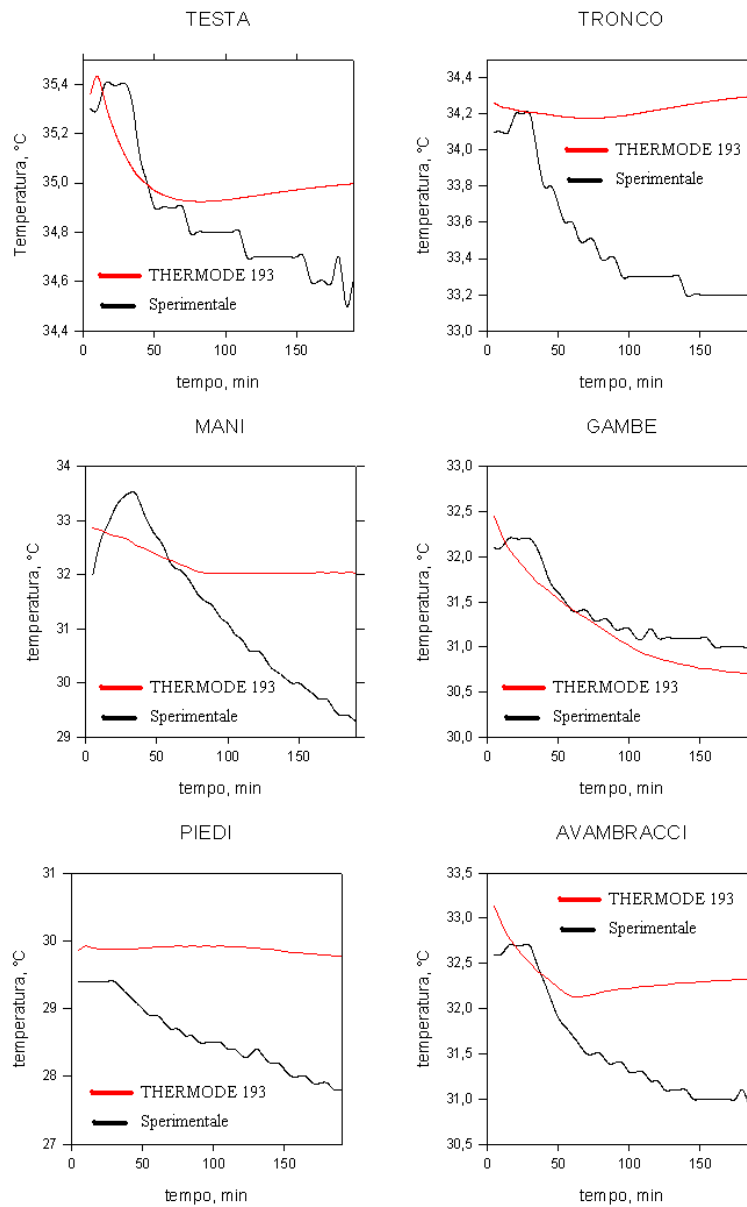 TESTA
Temperatura, °C
35,4
35,2
35,0
34,8
34,6
34,4
THERMODE 193
Sperimentale
0
50
100
150
tempo, min
TRONCO
temperatura, °C
34,4
34,2
34,0
33,8
33,6
33,4
33,2
33,0
THERMODE 193
Sperimentale
0
50
100
150
tempo, min
MANI
temperatura, °C
34
33
32
31
30
29
THERMODE 193
Sperimentale
0
50
100
150
tempo, min
GAMBE
temperatura, °C
33,0
32,5
32,0
31,5
31,0
30,5
30,0
THERMODE 193
Sperimentale
0
50
100
150
tempo, min
PIEDI
temperatura, °C
31
30
29
28
27
THERMODE 193
Sperimentale
0
50
100
150
tempo, min
AVAMBRACCI
temperatura, °C
33,5
33,0
32,5
32,0
31,5
31,0
30,5
THERMODE 193
Sperimentale
0
50
100
150
tempo, min